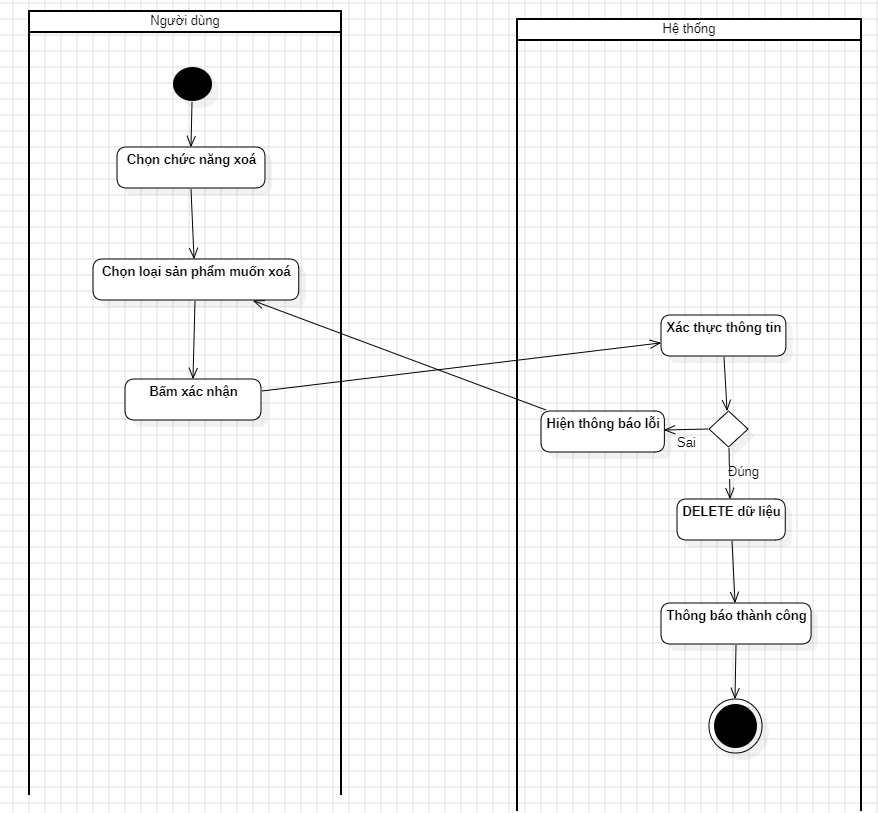 Người dùng
Hệ thống
Chọn chức năng xoá
Chọn loại sản phẩm muốn xoá
Xác thực thông tin
Bấm xác nhận
Hiện thông báo lỗi
Sai
Đúng
DELETE dữ liệu
Thông báo thành công